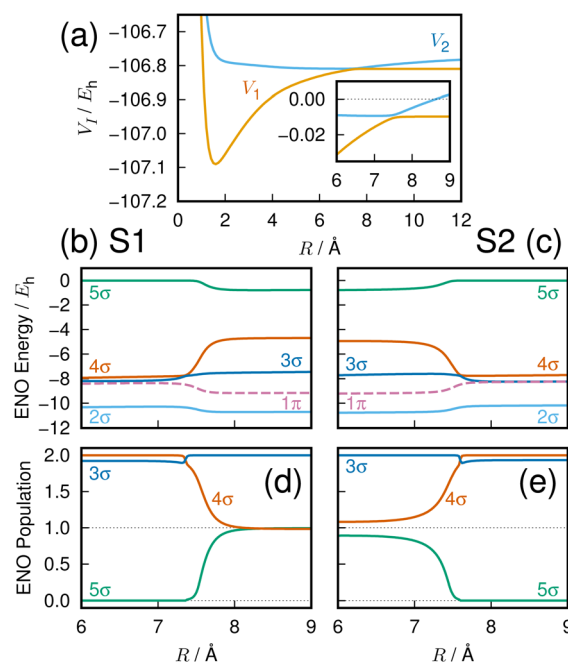 (a)
V_I / E_h
−106.6
−106.8
−106.9
−107.0
−107.1
−107.2
V_2
V_1
0.00
−0.02
6 7 8 9
0 2 4 6 8 10 12
R / Å
(b) S1
S2 (c)
ENO Energy / E_h
0
−2
−4
−6
−8
−10
−12
5σ
4σ
3σ
1π
2σ
5σ
3σ
4σ
1π
2σ
ENO Population
2.0
1.5
1.0
0.5
0.0
3σ
4σ
5σ
(d)
3σ
4σ
5σ
(e)
6 7 8 9
6 7 8 9
R / Å
R / Å